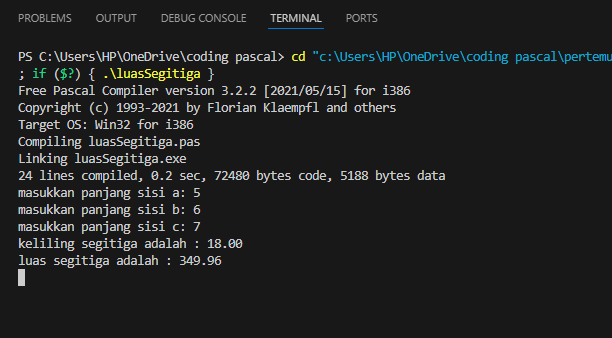 PROBLEMS OUTPUT DEBUG CONSOLE TERMINAL PORTS
PS C:\Users\HP\OneDrive\coding pascal> cd "c:\Users\HP\OneDrive\coding pascal\pertemu
; if ($?) { .\luasSegitiga }
Free Pascal Compiler version 3.2.2 [2021/05/15] for i386
Copyright (c) 1993-2021 by Florian Klaempfl and others
Target OS: Win32 for i386
Compiling luasSegitiga.pas
Linking luasSegitiga.exe
24 lines compiled, 0.2 sec, 72480 bytes code, 5188 bytes data
masukkan panjang sisi a: 5
masukkan panjang sisi b: 6
masukkan panjang sisi c: 7
keliling segitiga adalah : 18.00
luas segitiga adalah : 349.96